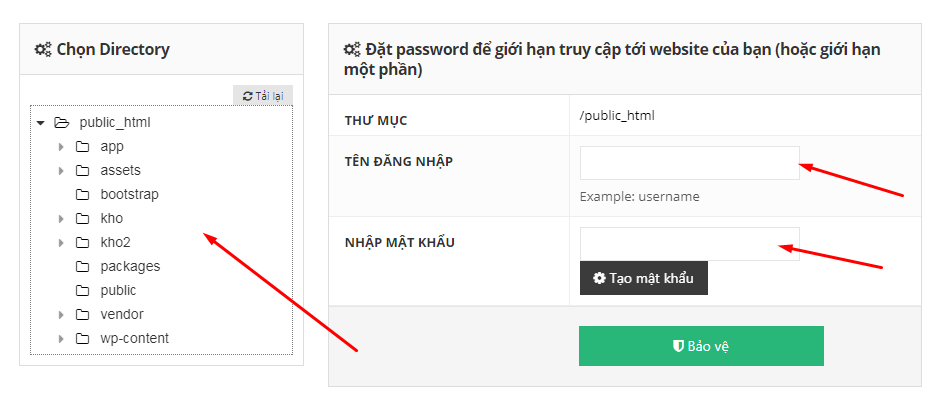 Chọn Directory
Tải lại
public_html
app
assets
bootstrap
kho
kho2
packages
public
vendor
wp-content
Đặt password để giới hạn truy cập tới website của bạn (hoặc giới hạn
một phần)
THƯ MỤC
/public_html
TÊN ĐĂNG NHẬP
Example: username
NHẬP MẬT KHẨU
Tạo mật khẩu
Bảo vệ